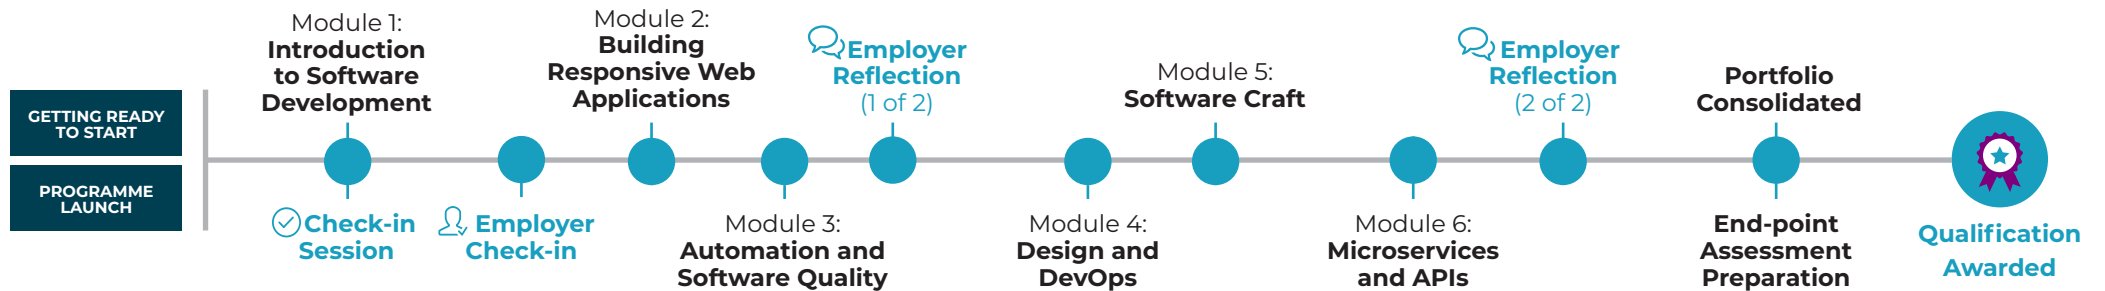 GETTING READY
TO START
PROGRAMME
LAUNCH
Module 1:
Introduction
to Software
Development
Check-in
Session
Employer
Check-in
Module 2:
Building
Responsive Web
Applications
Module 3:
Automation and
Software Quality
Employer
Reflection
(1 of 2)
Module 4:
Design and
DevOps
Module 5:
Software Craft
Module 6:
Microservices
and APIs
Employer
Reflection
(2 of 2)
Portfolio
Consolidated
End-point
Assessment
Preparation
Qualification
Awarded